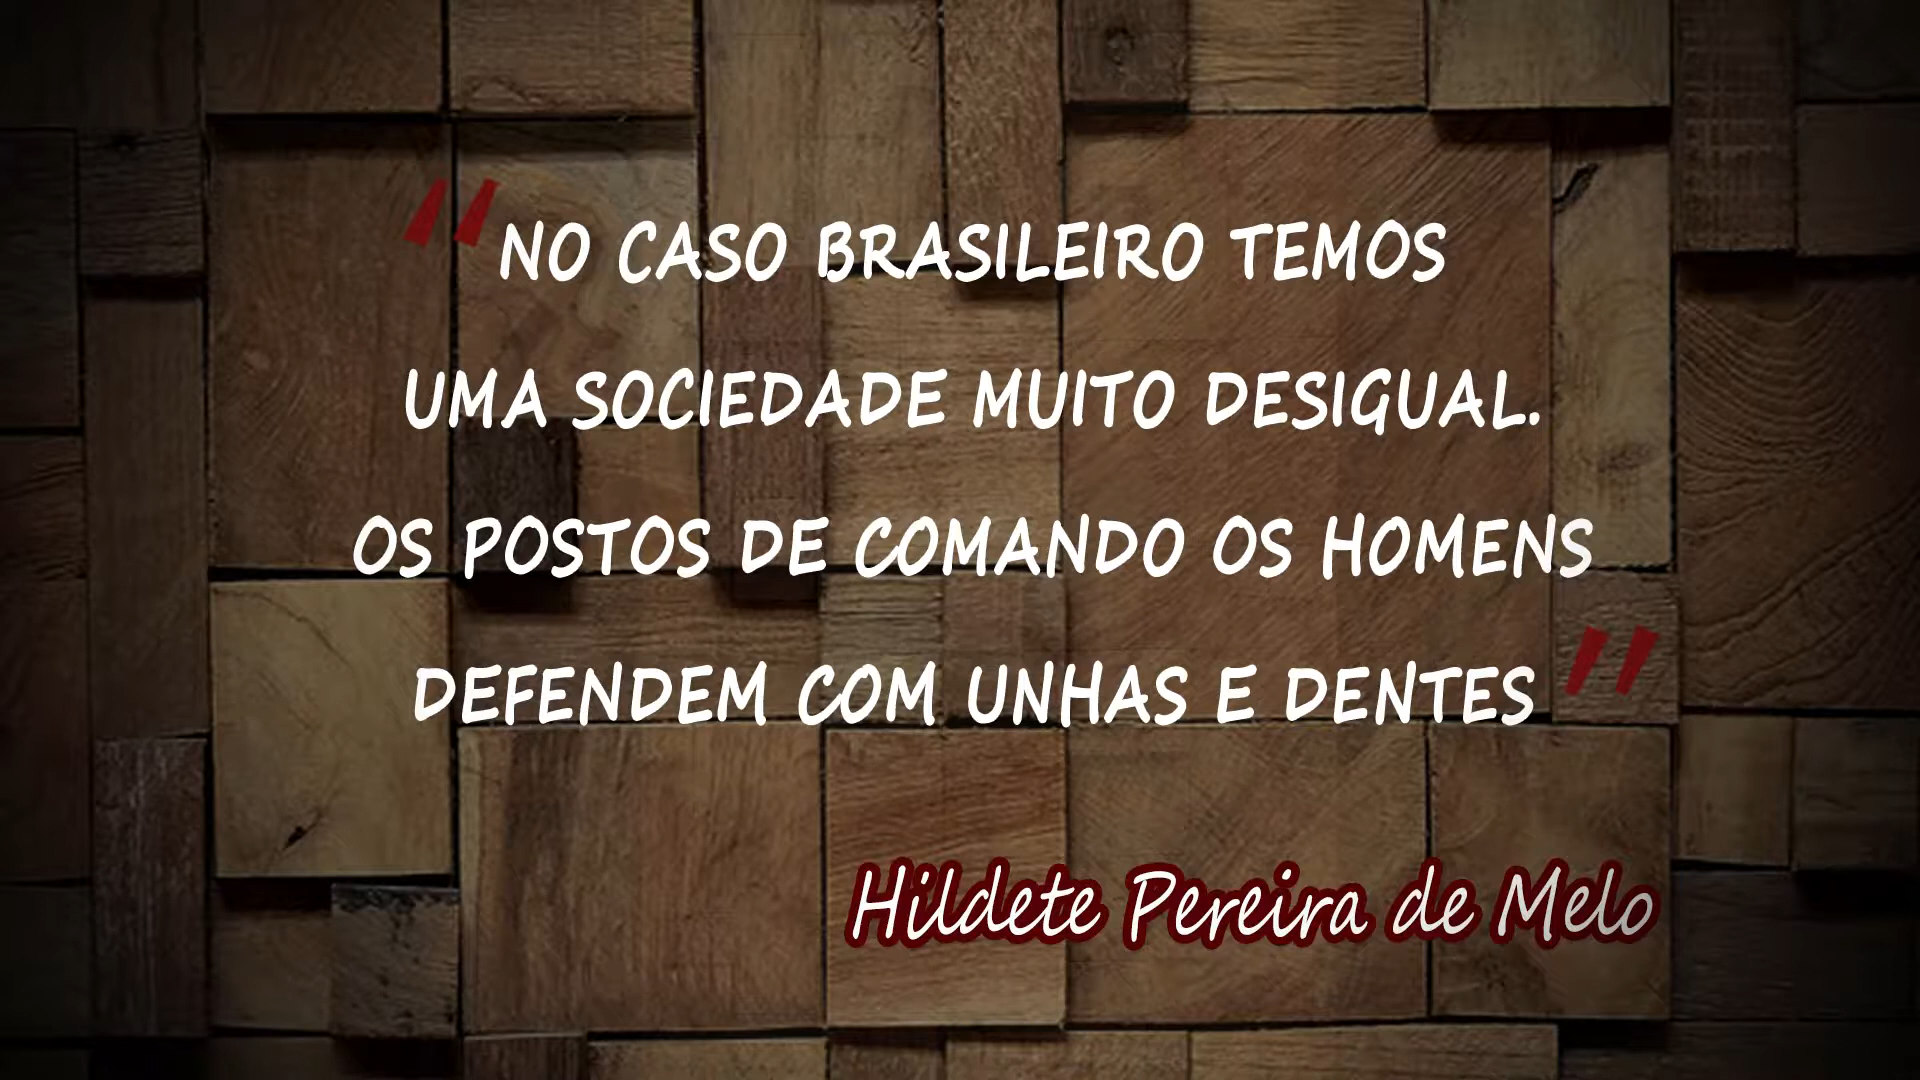 “NO CASO BRASILEIRO TEMOS
UMA SOCIEDADE MUITO DESIGUAL.
OS POSTOS DE COMANDO OS HOMENS
DEFENDEM COM UNHAS E DENTES”
Hildete Pereira de Melo